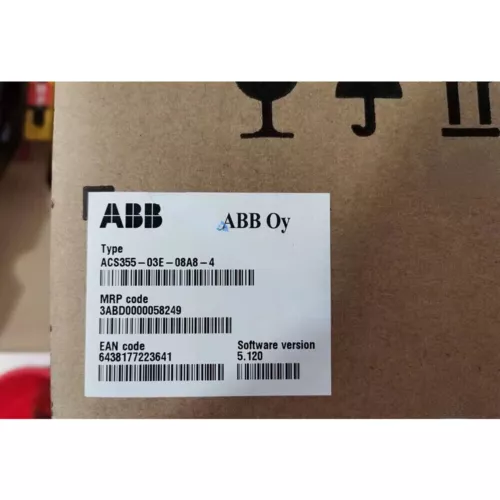 ABB ABB Oy
Type
ACS355-03E-08A8-4
MRP code
3ABD0000058249
EAN code Software version
6438177223641 5.120